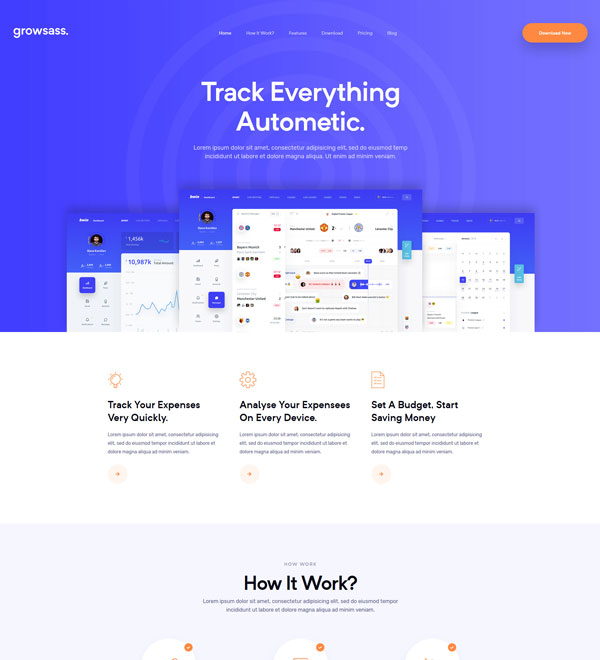 growsass.
Home How It Work? Features Download Pricing Blog
Download Now
Track Everything
Autometic.
Lorem ipsum dolor sit amet, consectetur adipisicing elit, sed do eiusmod temp
incididunt ut labore et dolore magna aliqua. Ut enim ad minim veniam.
1,456k
10,987k
Manchester United
Leicester City
Bayern Munich
Manchester United
Track Your Expenses
Very Quickly.
Lorem ipsum dolor sit amet, consectetur adipisicing
elit, sed do eiusmod tempor incididunt ut labore et
dolore magna aliqua ad minim veniam.
Analyse Your Expensees
On Every Device.
Lorem ipsum dolor sit amet, consectetur adipisicing
elit, sed do eiusmod tempor incididunt ut labore et
dolore magna aliqua ad minim veniam.
Set A Budget, Start
Saving Money
Lorem ipsum dolor sit amet, consectetur adipisicing
elit, sed do eiusmod tempor incididunt ut labore et
dolore magna aliqua ad minim veniam.
HOW WORK
How It Work?
Lorem ipsum dolor sit amet, consectetur adipisicing elit, sed do eiusmod tempor
incididunt ut labore et dolore magna aliqua. Ut enim ad minim veniam.